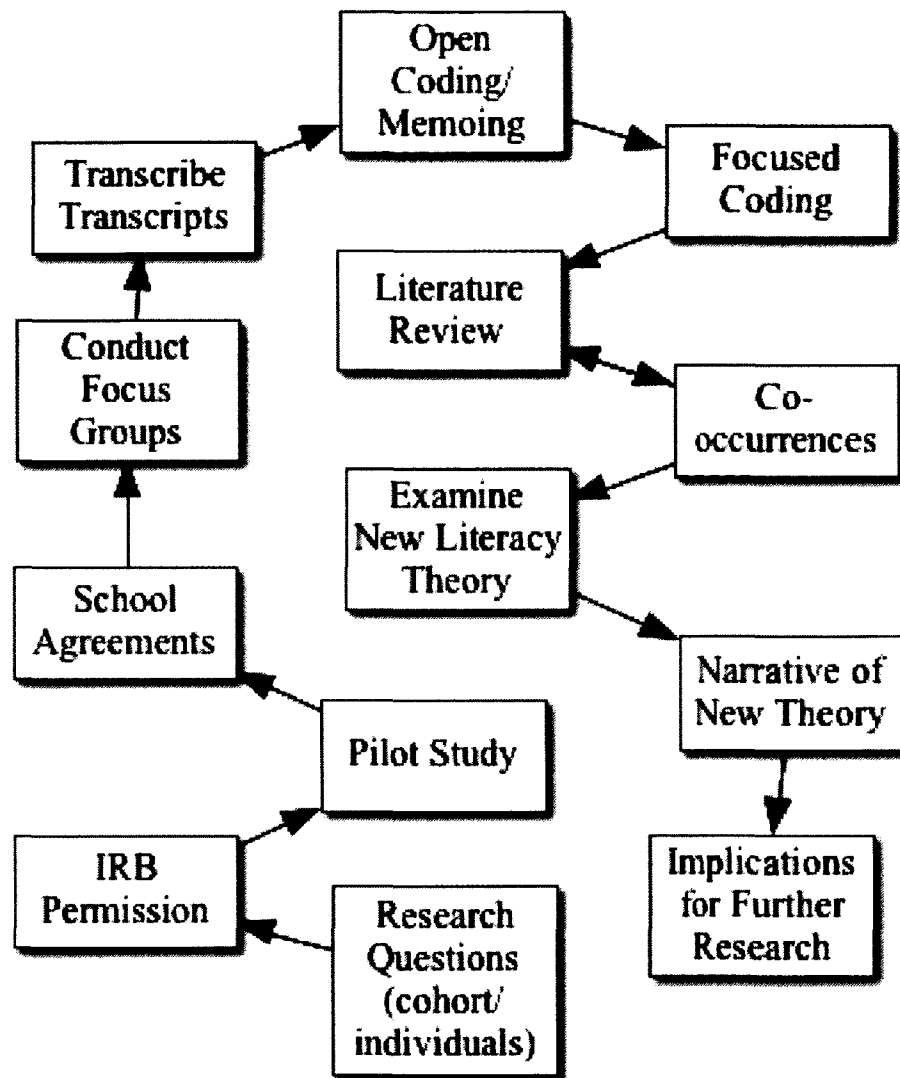 Open
Coding/
Memoing
Transcribe
Transcripts
Focused
Coding
Literature
Review
Conduct
Focus
Groups
Co-
occurrences
Examine
New Literacy
Theory
School
Agreements
Narrative of
New Theory
Pilot Study
IRB
Permission
Implications
for Further
Research
Research
Questions
(cohort/
individuals)